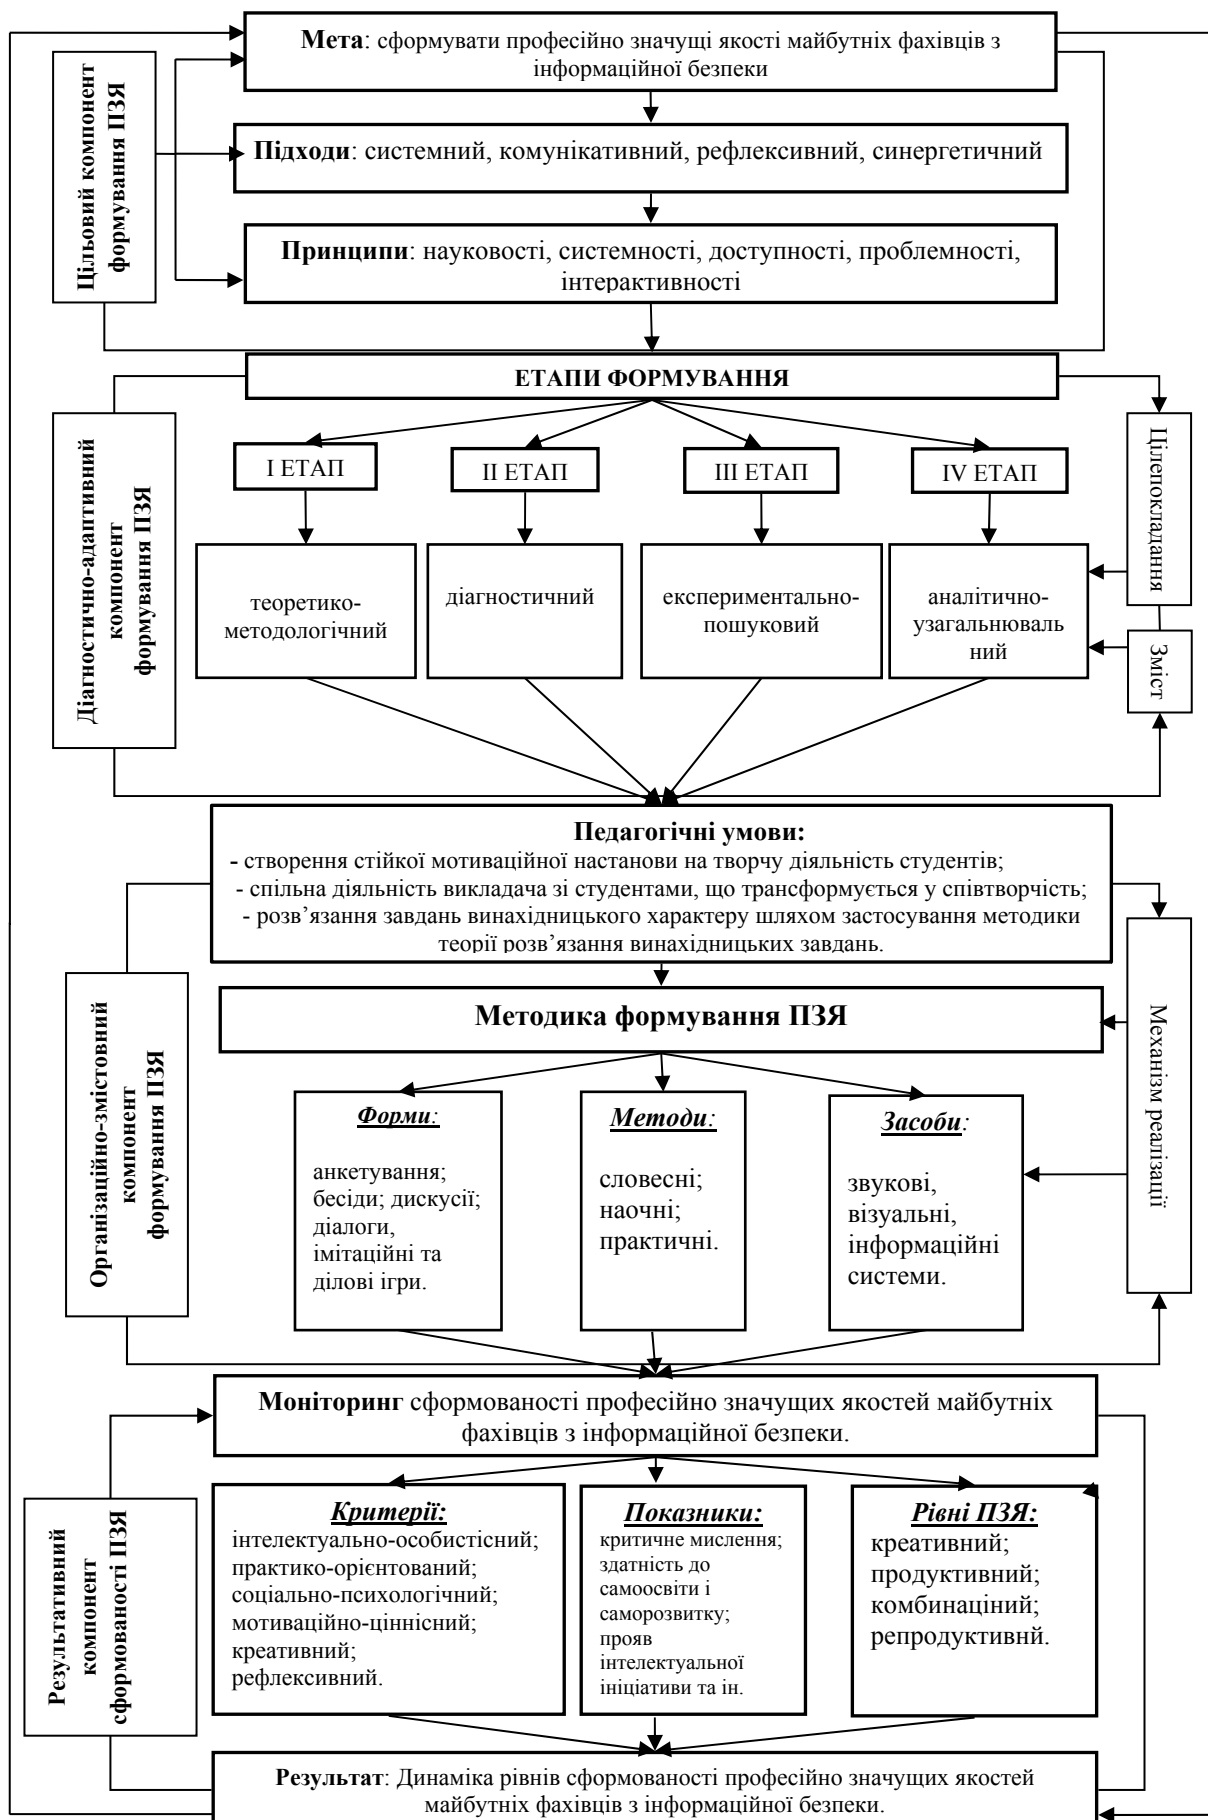 Мета: сформувати професійно значущі якості майбутніх фахівців з
інформаційної безпеки
Цільовий компонент
формування ПЗЯ
Підходи: системний, комунікативний, рефлексивний, синергетичний
Принципи: науковості, системності, доступності, проблемності,
інтерактивності
ЕТАПИ ФОРМУВАННЯ
Діагностично-адаптивний
компонент
формування ПЗЯ
І ЕТАП
ІІ ЕТАП
ІІІ ЕТАП
IV ЕТАП
Цілепокладання
теоретико-
методологічний
діагностичний
експериментально-
пошуковий
аналітично-
узагальнюваль
ний
Зміст
Педагогічні умови:
- створення стійкої мотиваційної настанови на творчу діяльність студентів;
- спільна діяльність викладача зі студентами, що трансформується у співтворчість;
- розв’язання завдань винахідницького характеру шляхом застосування методики
теорії розв’язання винахідницьких завдань.
Організаційно-змістовний
компонент
формування ПЗЯ
Методика формування ПЗЯ
Механізм реалізації
Форми:
анкетування;
бесіди; дискусії;
діалоги,
імітаційні та
ділові ігри.
Методи:
словесні;
наочні;
практичні.
Засоби:
звукові,
візуальні,
інформаційні
системи.
Моніторинг сформованості професійно значущих якостей майбутніх
фахівців з інформаційної безпеки.
Результативний
компонент
сформованості ПЗЯ
Критерії:
інтелектуально-особистісний;
практико-орієнтований;
соціально-психологічний;
мотиваційно-ціннісний;
креативний;
рефлексивний.
Показники:
критичне мислення;
здатність до
самоосвіти і
саморозвитку;
прояв
інтелектуальної
ініціативи та ін.
Рівні ПЗЯ:
креативний;
продуктивний;
комбинаціний;
репродуктивнй.
Результат: Динаміка рівнів сформованості професійно значущих якостей
майбутніх фахівців з інформаційної безпеки.